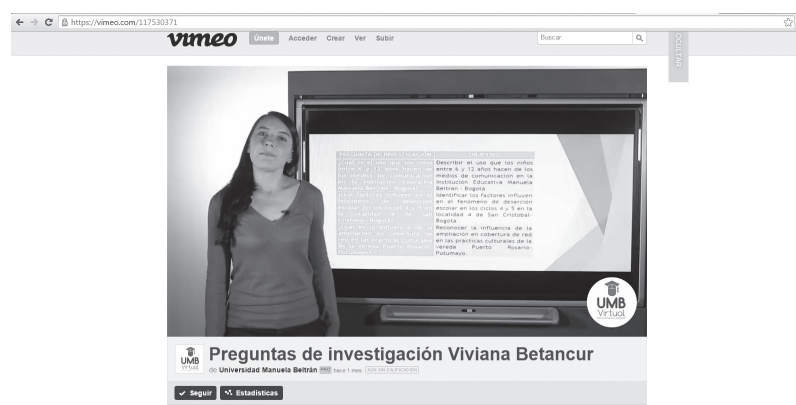 https://vimeo.com/117530371
vimeo Únete Acceder Crear Ver Subir Buscar
OCULTAR
PREGUNTA DE INVESTIGACIÓN OBJETIVO
Describir el uso que los niños
entre 6 y 12 años hacen de los
medios de comunicación en la
Institución Educativa Manuela
Beltrán - Bogotá
Identificar los factores influyen
en el fenómeno de deserción
escolar en los ciclos 4 y 5 en la
localidad 4 de San Cristóbal-
Bogotá
Reconocer la influencia de la
ampliación en cobertura de red
en las prácticas culturales de la
vereda Puerto Rosario-
Putumayo.
UMB
Virtual
UMB
Virtual
Preguntas de investigación Viviana Betancur
de Universidad Manuela Beltrán PRO hace 1 mes AÚN SIN CALIFICACIÓN
Seguir Estadísticas